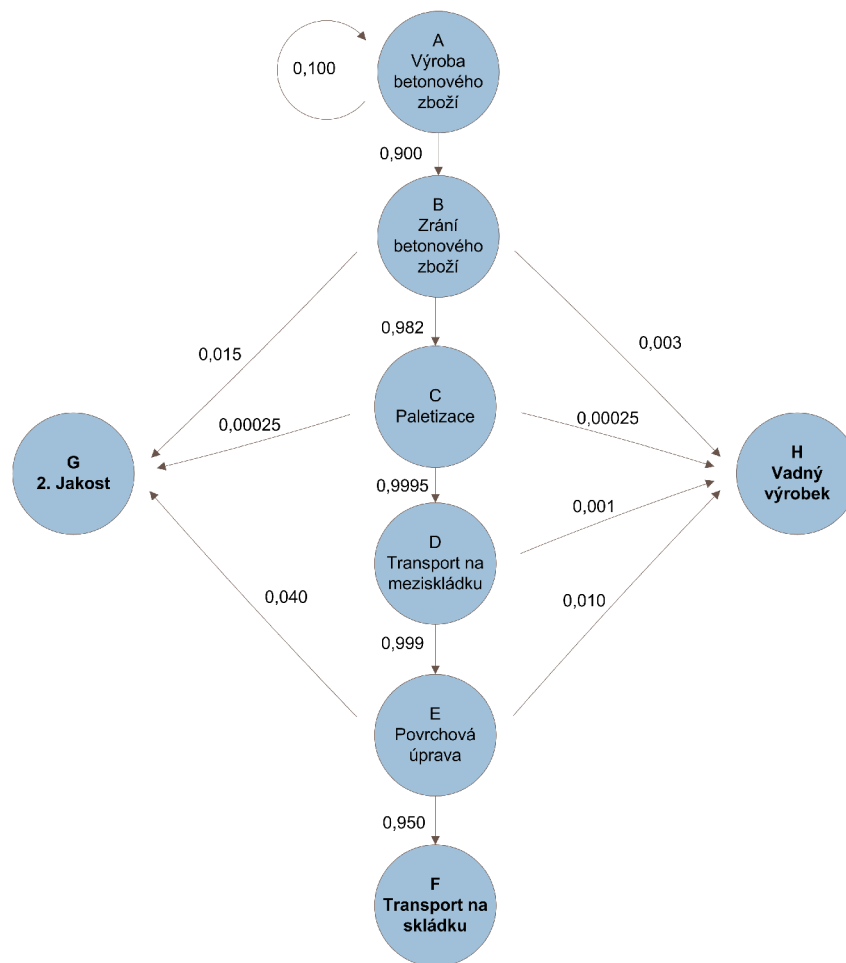 A
Výroba
betonového
zboží
0,100
0,900
B
Zrání
betonového
zboží
0,982
0,015
0,003
C
Paletizace
0,00025
0,00025
G
2. Jakost
H
Vadný
výrobek
0,9995
0,001
D
Transport na
meziskládku
0,040
0,010
0,999
E
Povrchová
úprava
0,950
F
Transport na
skládku